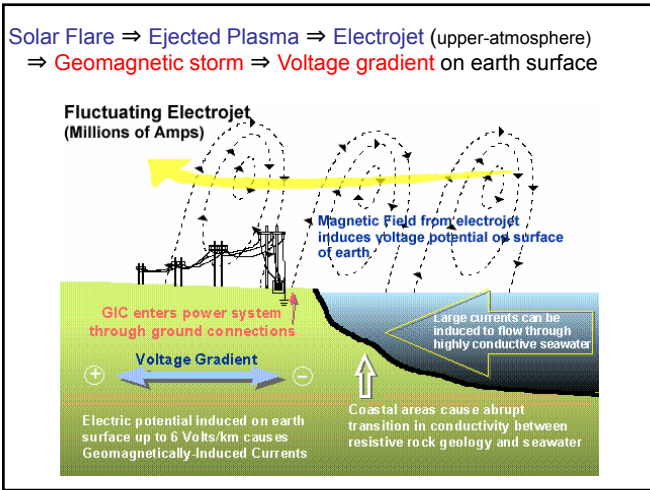 Solar Flare ⇒ Ejected Plasma ⇒ Electrojet (upper-atmosphere)
⇒ Geomagnetic storm ⇒ Voltage gradient on earth surface
Fluctuating Electrojet
(Millions of Amps)
Magnetic Field from electrojet
induces voltage potential on surface
of earth
GIC enters power system
through ground connections
Large currents can be
induced to flow through
highly conductive seawater
Voltage Gradient
+
−
Electric potential induced on earth
surface up to 6 Volts/km causes
Geomagnetically-Induced Currents
Coastal areas cause abrupt
transition in conductivity between
resistive rock geology and seawater